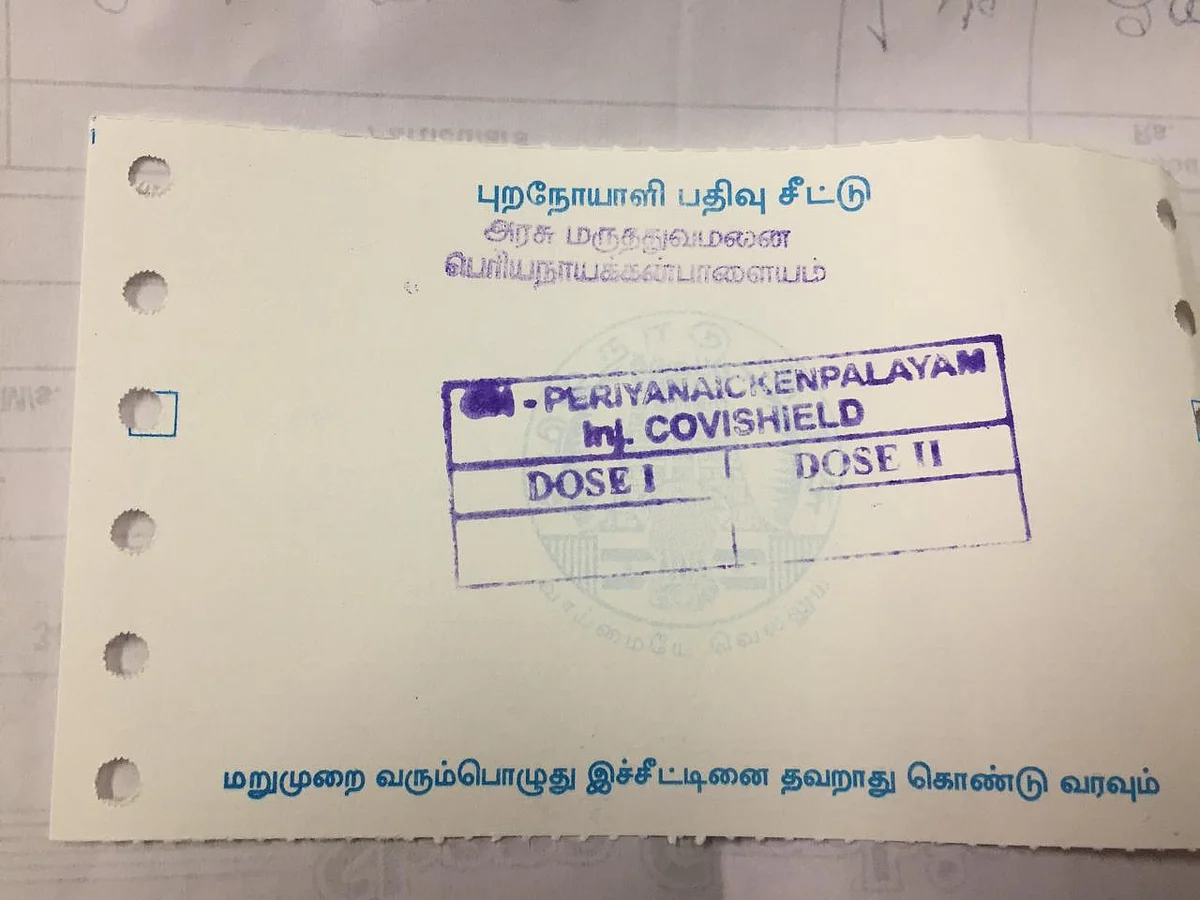 புறநோயாளி பதிவு சீட்டு
அரசு மருத்துவமனை
பெரியநாயக்கன்பாளையம்
- PERIYANAICKENPALAYAM
Inj. COVISHIELD
DOSE I DOSE II
வாய்மையே வெல்லும்
மறுமுறை வரும்பொழுது இச்சீட்டினை தவறாது கொண்டு வரவும்